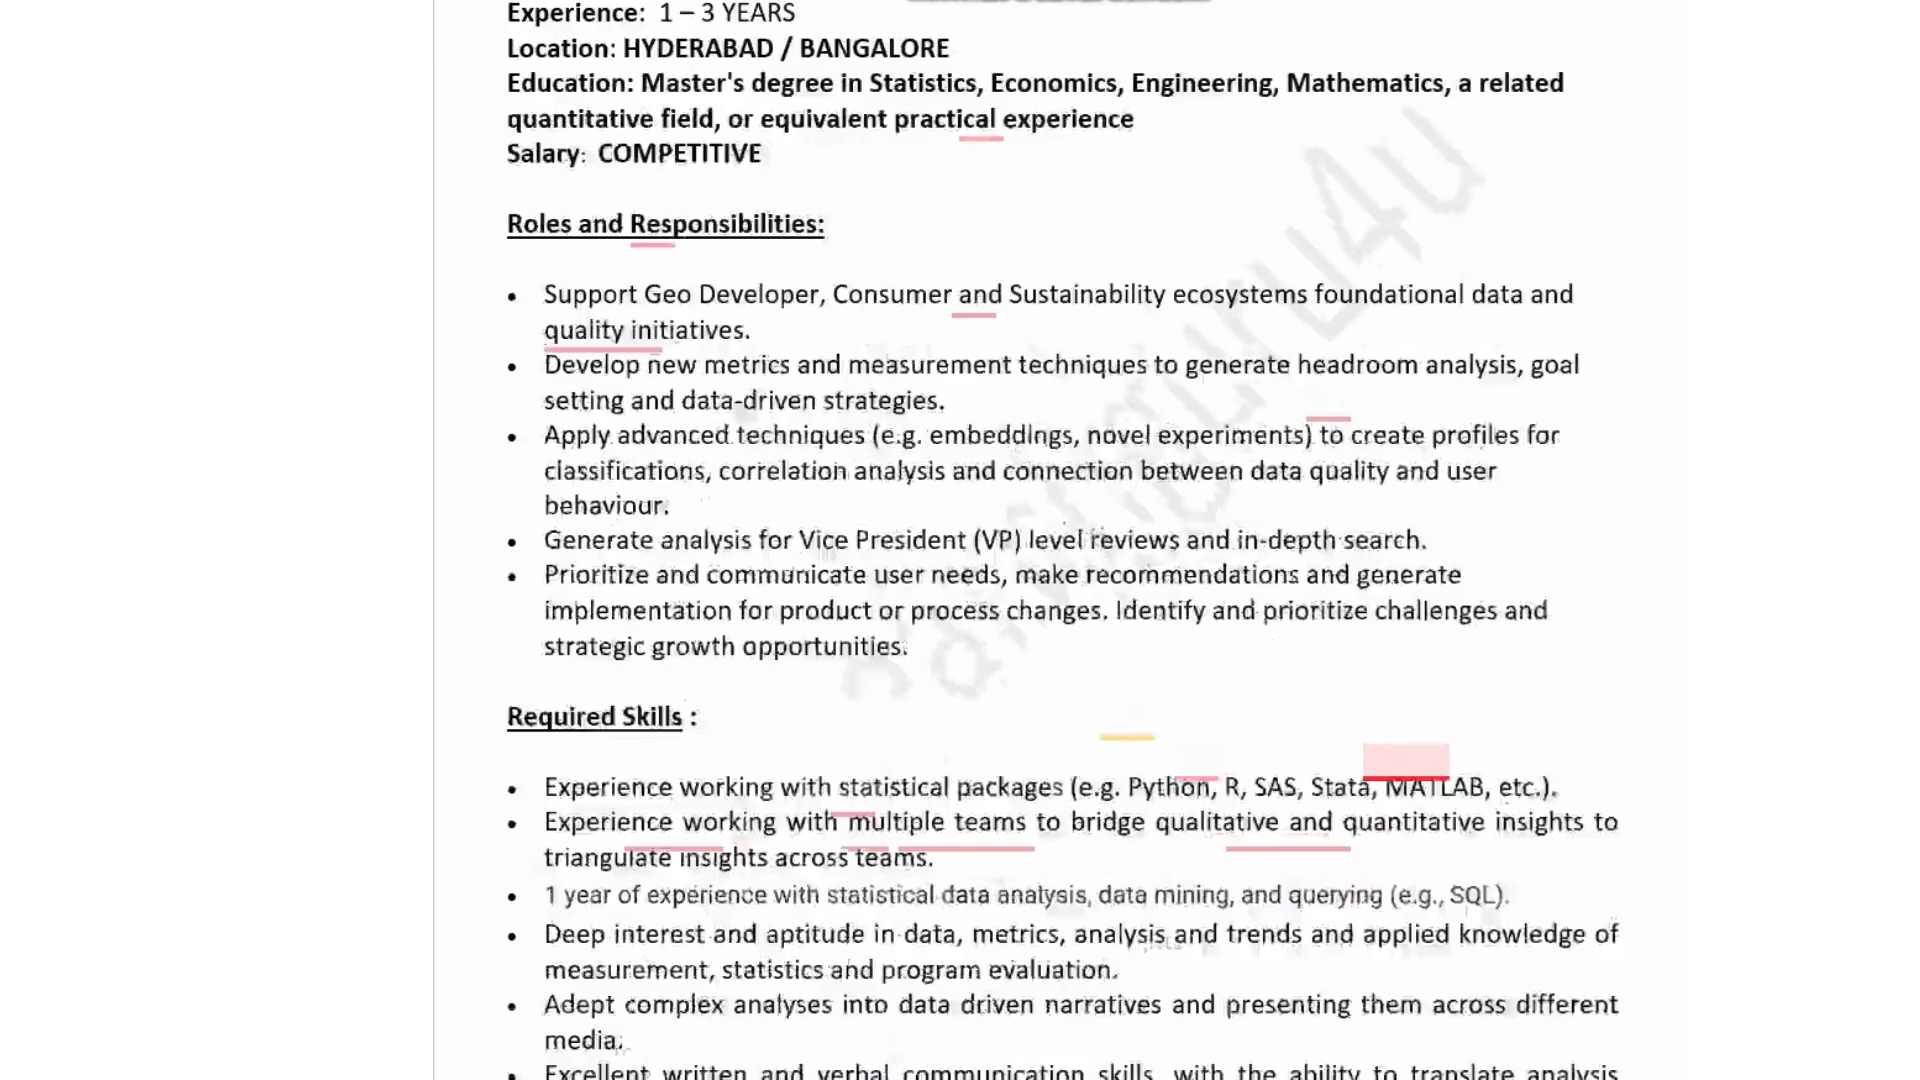 Experience: 1 – 3 YEARS
Location: HYDERABAD / BANGALORE
Education: Master's degree in Statistics, Economics, Engineering, Mathematics, a related
quantitative field, or equivalent practical experience
Salary: COMPETITIVE
Roles and Responsibilities:
• Support Geo Developer, Consumer and Sustainability ecosystems foundational data and
quality initiatives.
• Develop new metrics and measurement techniques to generate headroom analysis, goal
setting and data-driven strategies.
• Apply advanced techniques (e.g. embeddings, novel experiments) to create profiles for
classifications, correlation analysis and connection between data quality and user
behaviour.
• Generate analysis for Vice President (VP) level reviews and in-depth search.
• Prioritize and communicate user needs, make recommendations and generate
implementation for product or process changes. Identify and prioritize challenges and
strategic growth opportunities.
Required Skills :
• Experience working with statistical packages (e.g. Python, R, SAS, Stata, MATLAB, etc.).
• Experience working with multiple teams to bridge qualitative and quantitative insights to
triangulate insights across teams.
• 1 year of experience with statistical data analysis, data mining, and querying (e.g., SQL).
• Deep interest and aptitude in data, metrics, analysis and trends and applied knowledge of
measurement, statistics and program evaluation.
• Adept complex analyses into data driven narratives and presenting them across different
media.
• Excellent written and verbal communication skills, with the ability to translate analysis